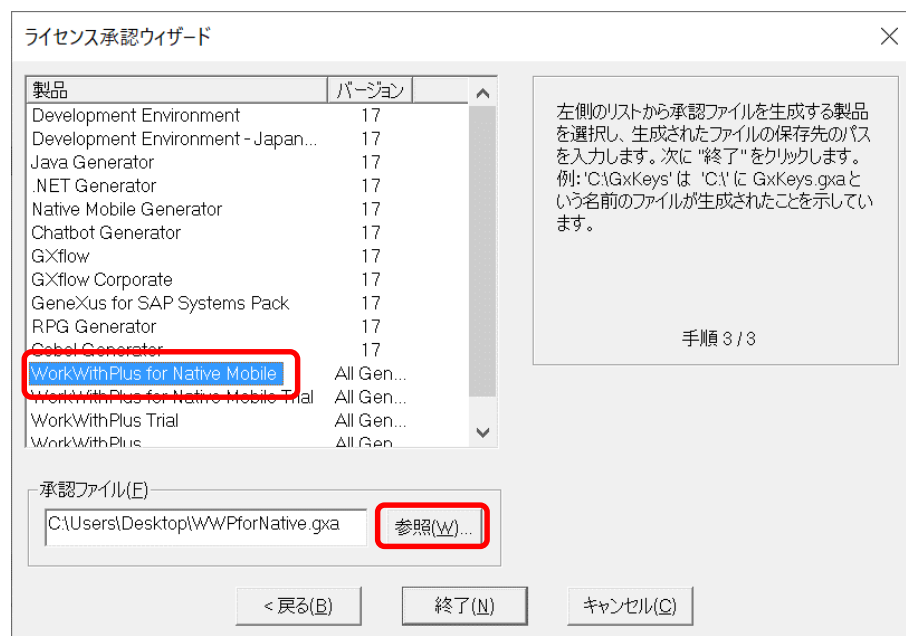 ライセンス承認ウィザード
製品 バージョン
Development Environment 17
Development Environment - Japan... 17
Java Generator 17
.NET Generator 17
Native Mobile Generator 17
Chatbot Generator 17
GXflow 17
GXflow Corporate 17
GeneXus for SAP Systems Pack 17
RPG Generator 17
Cobol Generator 17
WorkWithPlus for Native Mobile All Gen...
WorkWithPlus for Native Mobile Trial All Gen...
WorkWithPlus Trial All Gen...
WorkWithPlus All Gen...
左側のリストから承認ファイルを生成する製品
を選択し、生成されたファイルの保存先のパス
を入力します。次に "終了" をクリックします。
例: 'C:\GxKeys' は 'C:\' に GxKeys.gxa と
いう名前のファイルが生成されたことを示してい
ます。
手順 3 / 3
承認ファイル(F)
C:\Users\Desktop\WWPforNative.gxa
参照(W)...
< 戻る(B)
終了(N)
キャンセル(C)